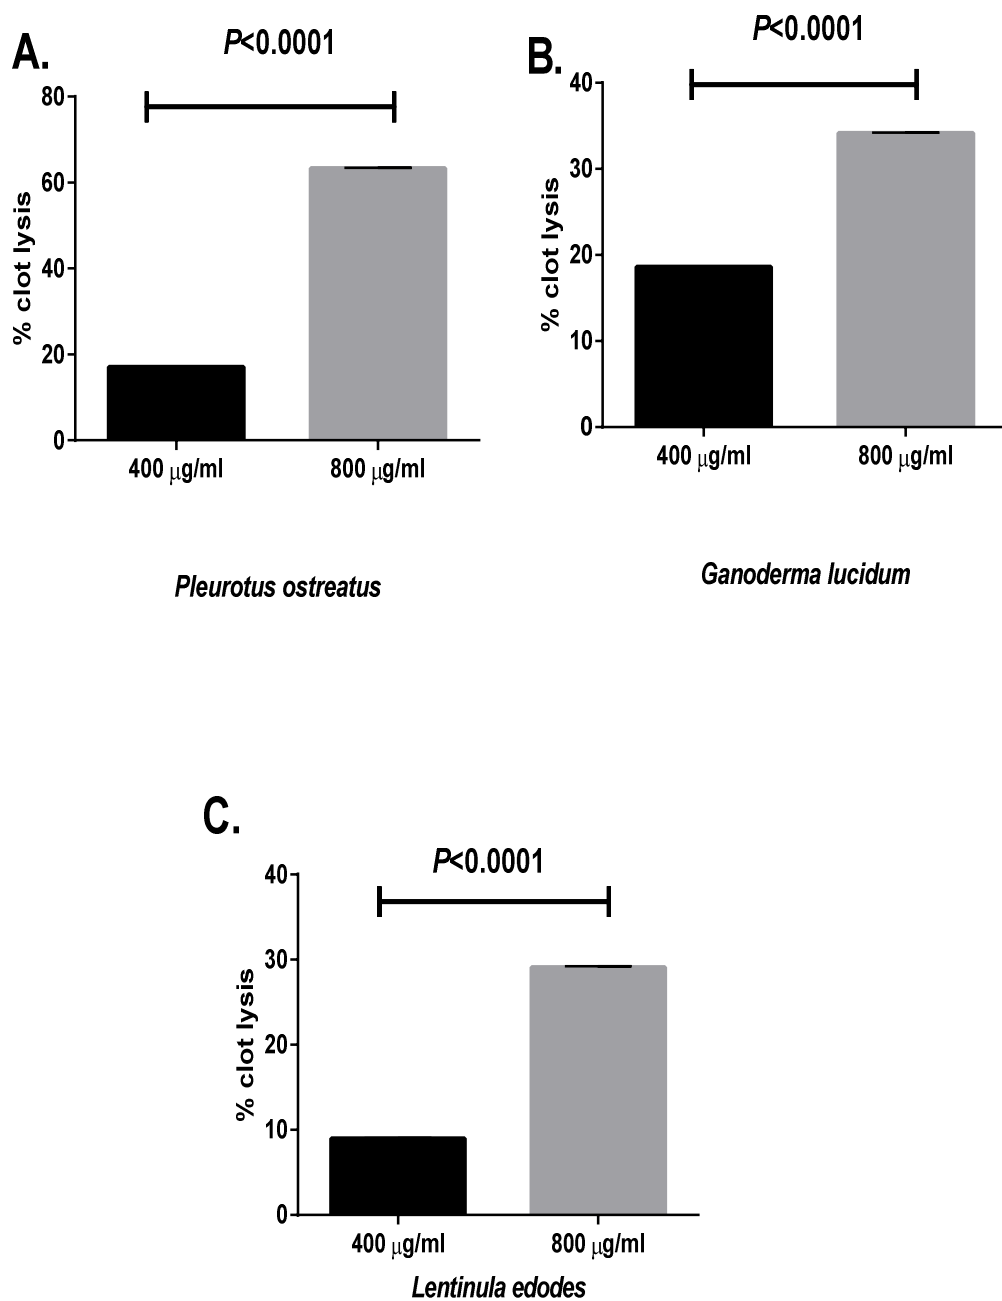 A.
P<0.0001
% clot lysis
80
60
40
20
0
400 μg/ml 800 μg/ml
Pleurotus ostreatus
B.
P<0.0001
% clot lysis
40
30
20
10
0
400 μg/ml 800 μg/ml
Ganoderma lucidum
C.
P<0.0001
% clot lysis
40
30
20
10
0
400 μg/ml 800 μg/ml
Lentinula edodes